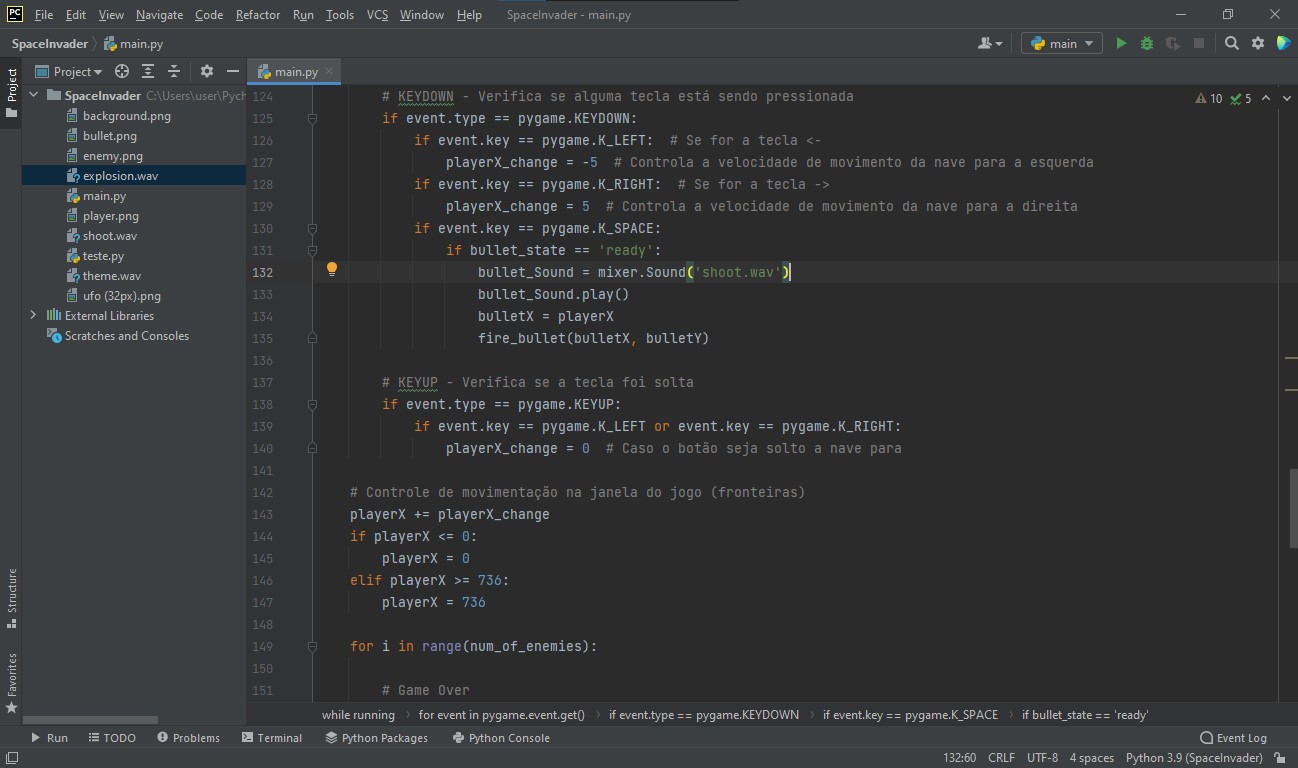 PC File Edit View Navigate Code Refactor Run Tools VCS Window Help SpaceInvader - main.py
SpaceInvader main.py main
Project main.py
Project
SpaceInvader C:\Users\user\Pych
background.png
bullet.png
enemy.png
explosion.wav
main.py
player.png
shoot.wav
teste.py
theme.wav
ufo (32px).png
External Libraries
Scratches and Consoles
Structure
Favorites
10 5
124 # KEYDOWN - Verifica se alguma tecla está sendo pressionada
125 if event.type == pygame.KEYDOWN:
126 if event.key == pygame.K_LEFT: # Se for a tecla <-
127 playerX_change = -5 # Controla a velocidade de movimento da nave para a esquerda
128 if event.key == pygame.K_RIGHT: # Se for a tecla ->
129 playerX_change = 5 # Controla a velocidade de movimento da nave para a direita
130 if event.key == pygame.K_SPACE:
131 if bullet_state == 'ready':
132 bullet_Sound = mixer.Sound('shoot.wav')
133 bullet_Sound.play()
134 bulletX = playerX
135 fire_bullet(bulletX, bulletY)
136
137 # KEYUP - Verifica se a tecla foi solta
138 if event.type == pygame.KEYUP:
139 if event.key == pygame.K_LEFT or event.key == pygame.K_RIGHT:
140 playerX_change = 0 # Caso o botão seja solto a nave para
141
142 # Controle de movimentação na janela do jogo (fronteiras)
143 playerX += playerX_change
144 if playerX <= 0:
145 playerX = 0
146 elif playerX >= 736:
147 playerX = 736
148
149 for i in range(num_of_enemies):
150
151 # Game Over
while running for event in pygame.event.get() if event.type == pygame.KEYDOWN if event.key == pygame.K_SPACE if bullet_state == 'ready'
Run TODO Problems Terminal Python Packages Python Console Event Log
132:60 CRLF UTF-8 4 spaces Python 3.9 (SpaceInvader)